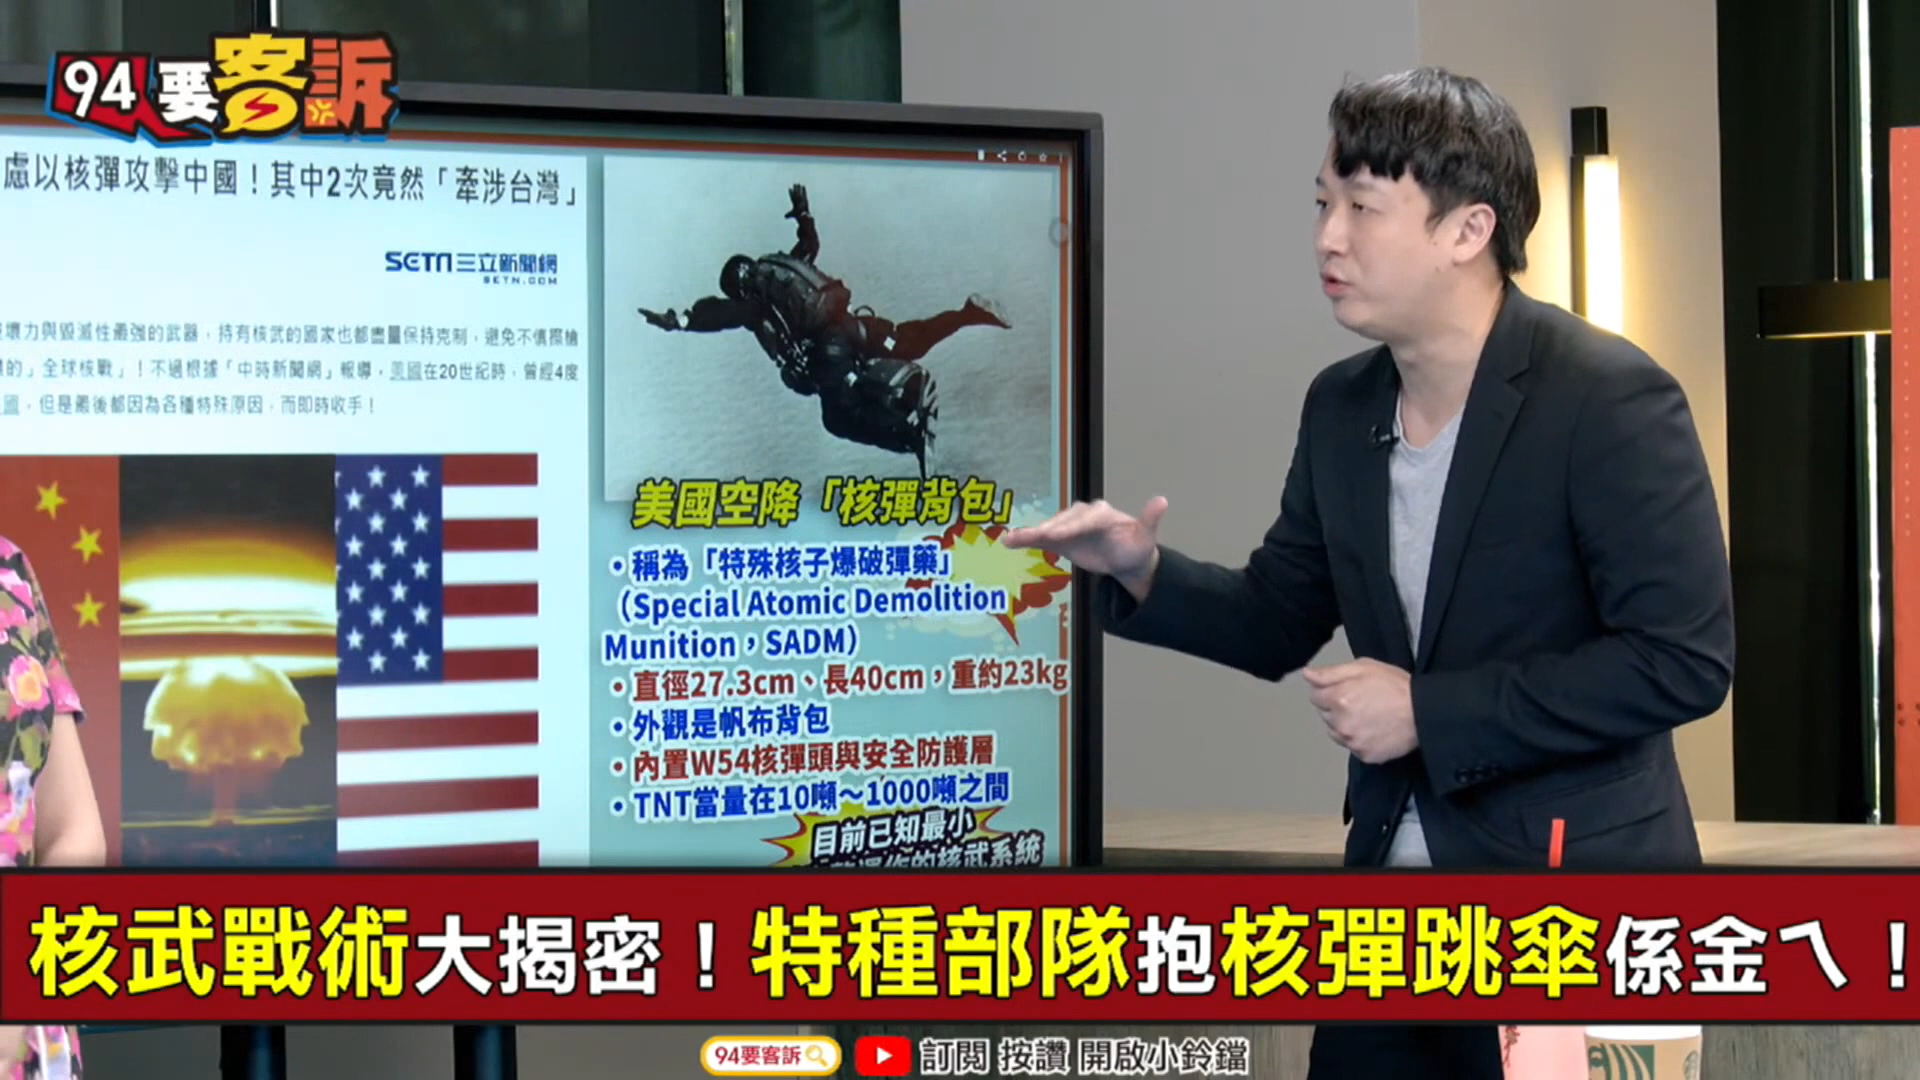 94要客訴
慮以核彈攻擊中國！其中2次竟然「牽涉台灣」
SETN三立新聞網
SETN.COM
壞力與毀滅性最強的武器，持有核武的國家也都盡量保持克制，避免不慎擦槍
的」全球核戰」！不過根據「中時新聞網」報導，美國在20世紀時，曾經4度
國，但是最後都因為各種特殊原因，而即時收手！
美國空降「核彈背包」
・稱為「特殊核子爆破彈藥」
（Special Atomic Demolition
Munition，SADM）
・直徑27.3cm、長40cm，重約23kg
・外觀是帆布背包
・內置W54核彈頭與安全防護層
・TNT當量在10噸～1000噸之間
目前已知最小
運作的核武系統
核武戰術大揭密！特種部隊抱核彈跳傘係金ㄟ！
94要客訴
訂閱 按讚 開啟小鈴鐺